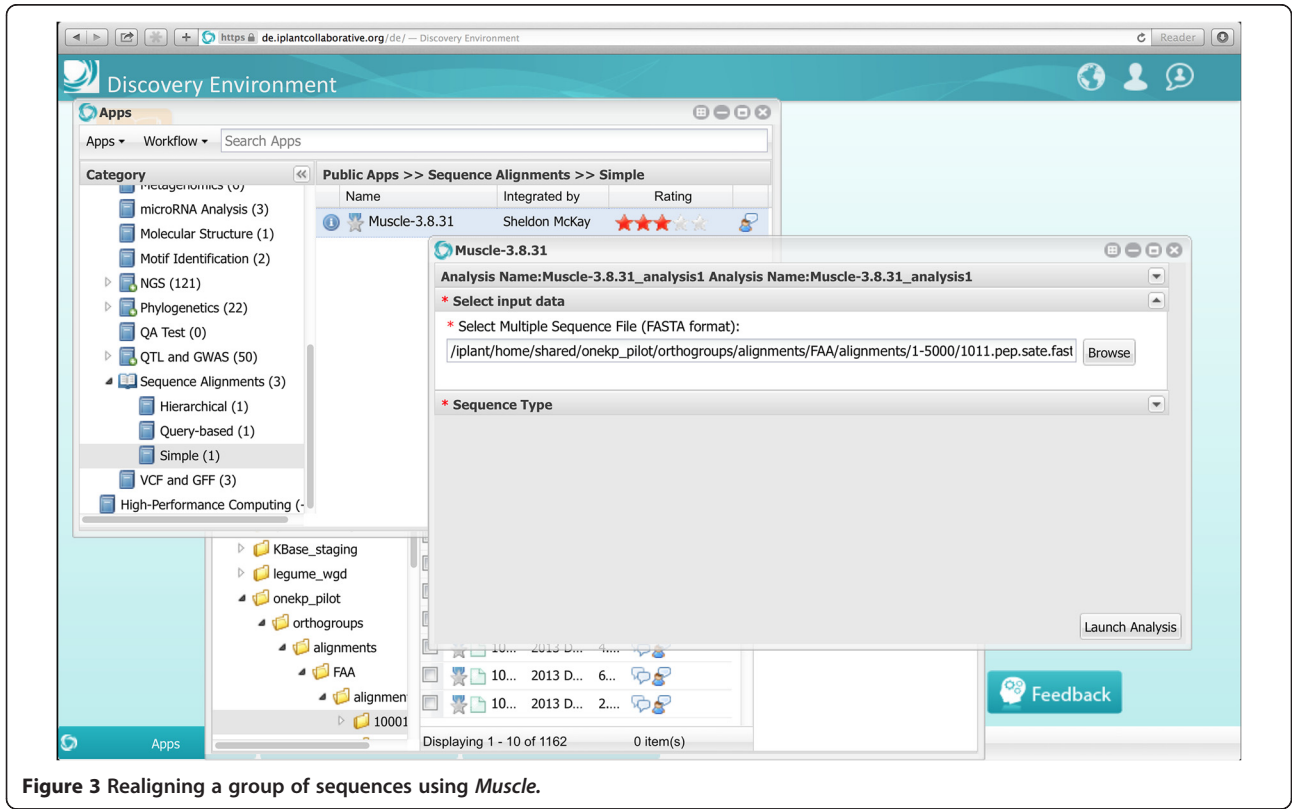 https de.iplantcollaborative.org/de/ — Discovery Environment
Reader
Discovery Environment
Apps
Apps Workflow Search Apps
Category
Metagenomics (0)
microRNA Analysis (3)
Molecular Structure (1)
Motif Identification (2)
NGS (121)
Phylogenetics (22)
QA Test (0)
QTL and GWAS (50)
Sequence Alignments (3)
Hierarchical (1)
Query-based (1)
Simple (1)
VCF and GFF (3)
High-Performance Computing (-
Public Apps >> Sequence Alignments >> Simple
Name Integrated by Rating
Muscle-3.8.31 Sheldon McKay
Muscle-3.8.31
Analysis Name:Muscle-3.8.31_analysis1 Analysis Name:Muscle-3.8.31_analysis1
* Select input data
* Select Multiple Sequence File (FASTA format):
/iplant/home/shared/onekp_pilot/orthogroups/alignments/FAA/alignments/1-5000/1011.pep.sate.fast Browse
* Sequence Type
Launch Analysis
KBase_staging
legume_wgd
onekp_pilot
orthogroups
alignments
FAA
alignmen
10001
10... 2013 D... 4....
10... 2013 D... 6...
10... 2013 D... 2....
Displaying 1 - 10 of 1162 0 item(s)
Feedback
Apps
Figure 3 Realigning a group of sequences using Muscle.